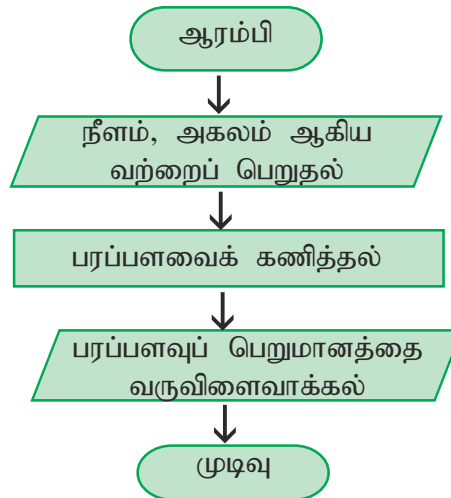 ஆரம்பி
நீளம், அகலம் ஆகிய
வற்றைப் பெறுதல்
பரப்பளவைக் கணித்தல்
பரப்பளவுப் பெறுமானத்தை
வருவிளைவாக்கல்
முடிவு